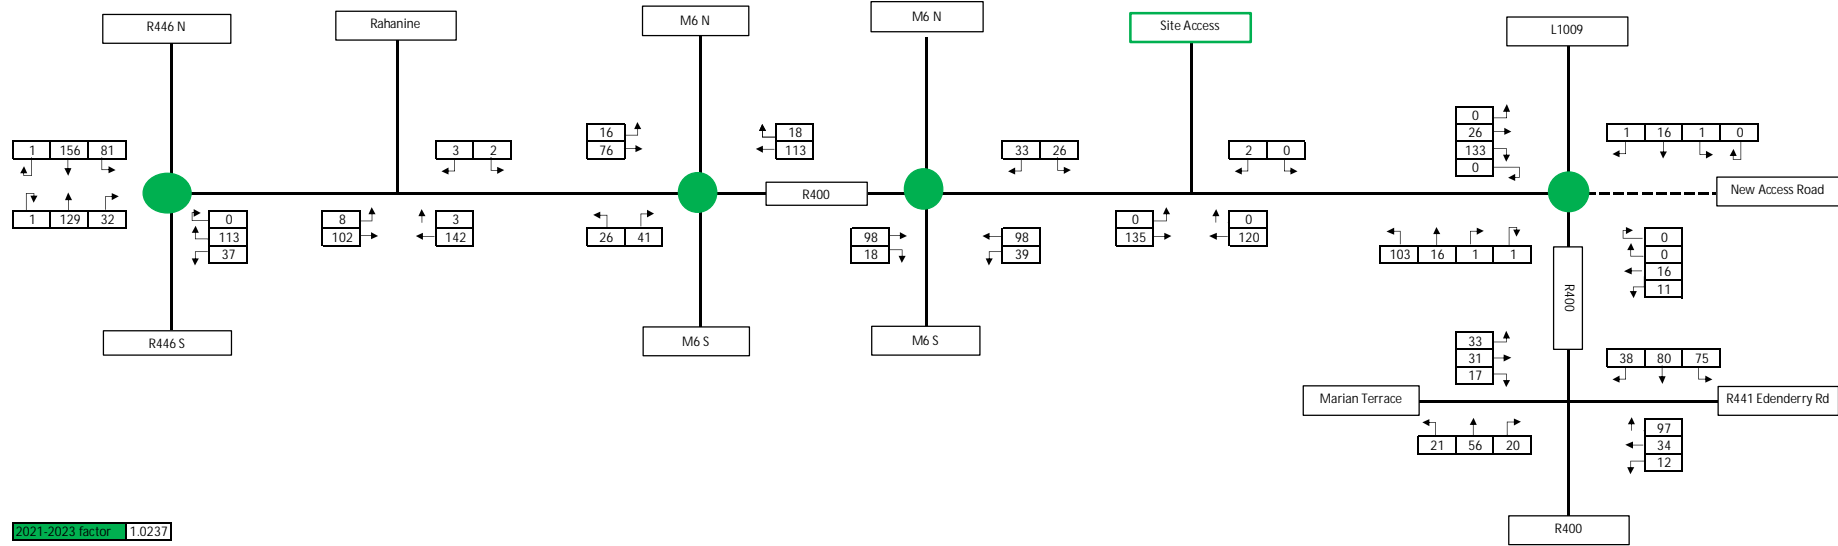 R446 N
Rahanine
M6 N
M6 N
Site Access
L1009
1 156 81
3 2
16
76
18
113
33 26
2 0
0
26
133
0
1 16 1 0
R400
New Access Road
1 129 32
0
113
37
8
102
3
142
26 41
98
18
98
39
0
135
0
120
103 16 1 1
0
0
16
11
R400
R446 S
M6 S
M6 S
33
31
17
38 80 75
Marian Terrace
R441 Edenderry Rd
21 56 20
97
34
12
2021-2023 factor 1.0237
R400